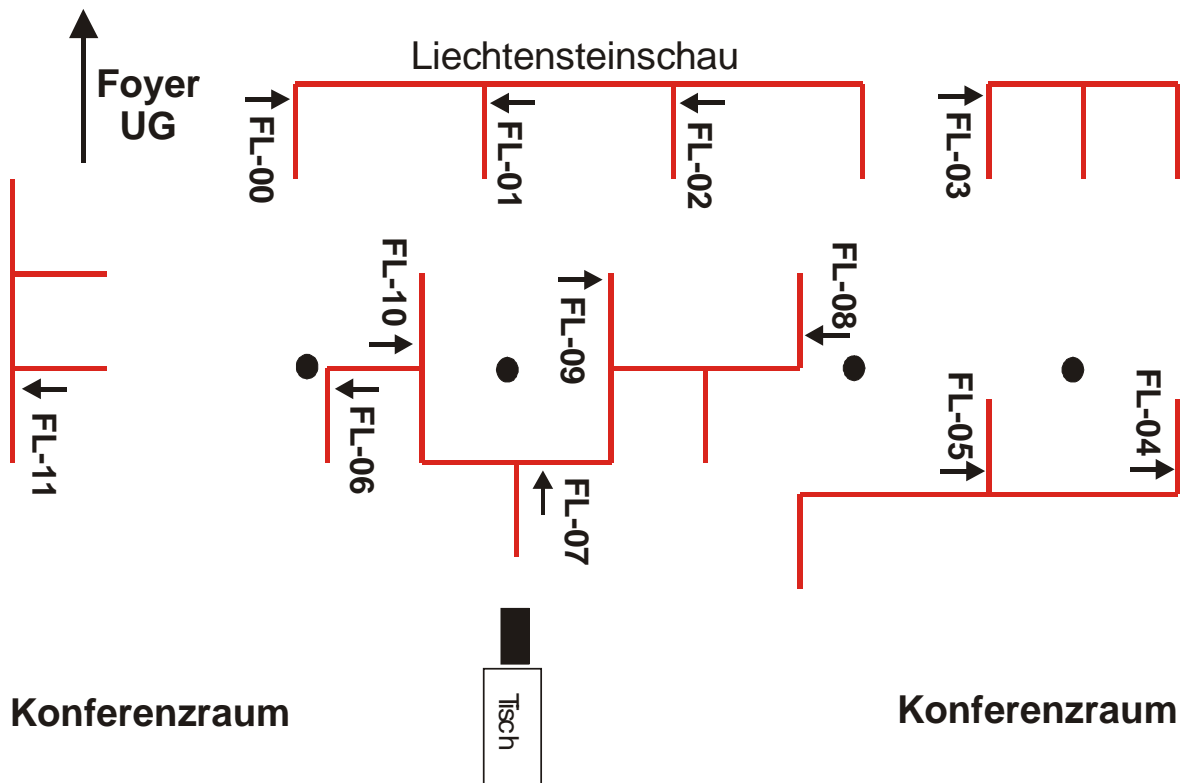 Liechtensteinschau
Foyer
UG
FL-00
FL-01
FL-02
FL-03
FL-10
FL-09
FL-08
FL-11
FL-06
FL-07
FL-05
FL-04
Konferenzraum
Tisch
Konferenzraum